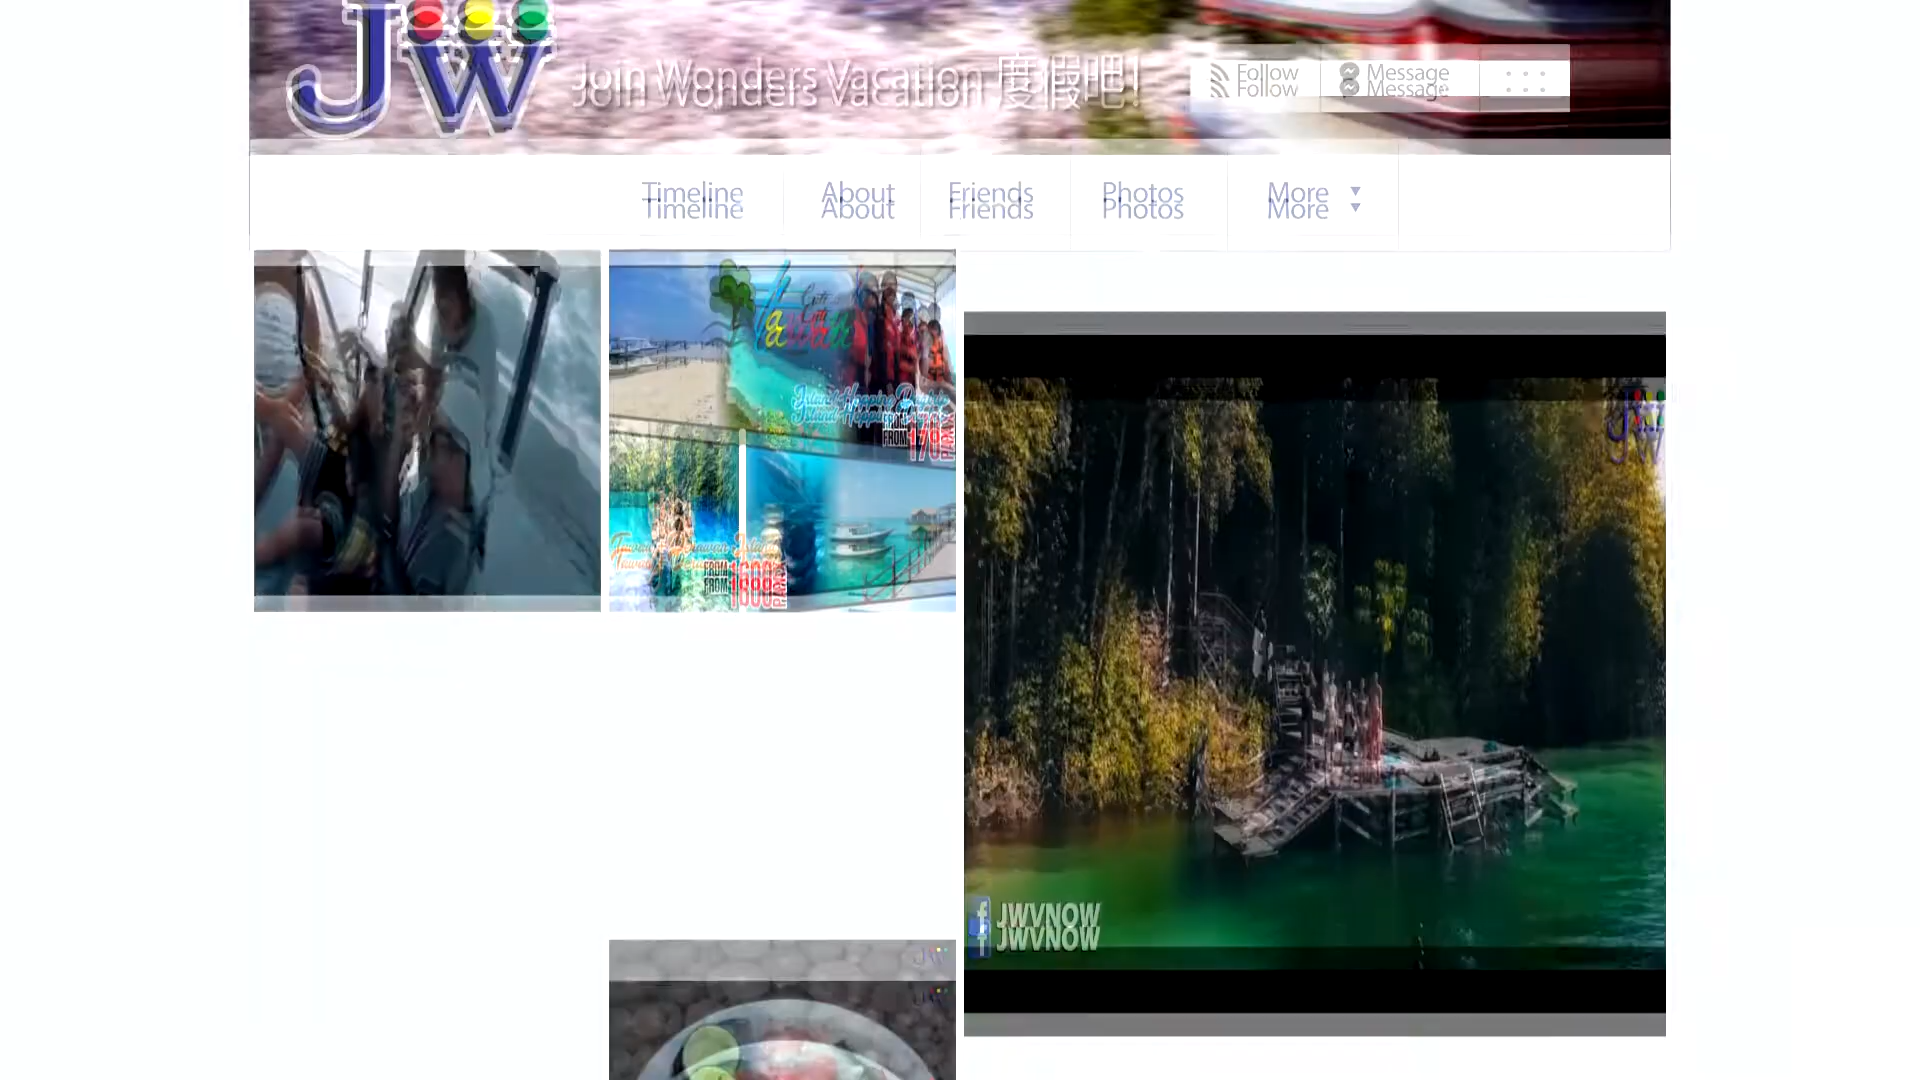 JW
Join Wonders Vacation 度假吧!
Follow
Message
Timeline
About
Friends
Photos
More
Island Hopping
FROM
FROM
JWVNOW